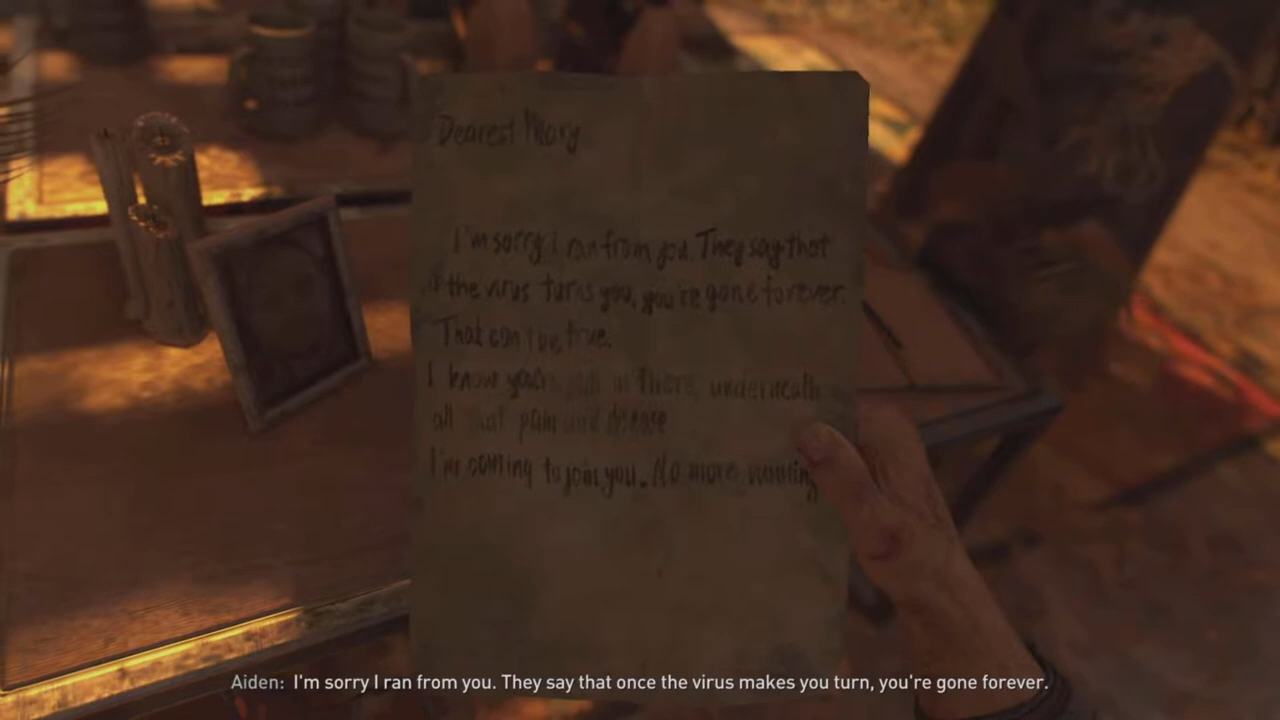 Dearest Mary
I'm sorry I ran from you. They say that
if the virus turns you, you're gone forever.
That can't be true.
I know you're still in there, underneath
all that pain and disease
I'm coming to join you. No more waiting
Aiden: I'm sorry I ran from you. They say that once the virus makes you turn, you're gone forever.